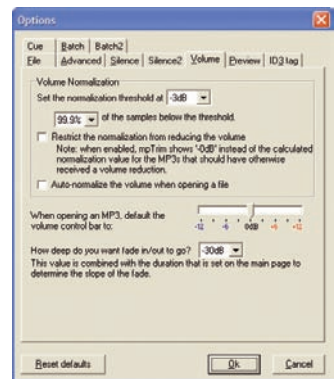 Options
Cue Batch Batch2
File Advanced Silence Silence2 Volume Preview ID3 tag
Volume Normalization
Set the normalization threshold at -3dB
99.9% of the samples below the threshold.
Restrict the normalization from reducing the volume
Note: when enabled, mpTrim shows '-0dB' instead of the calculated
normalization value for the MP3s that should have otherwise
received a volume reduction.
Auto-normalize the volume when opening a file
When opening an MP3, default the
volume control bar to:
-12 -6 0dB +6 +12
How deep do you want fade in/out to go? -30dB
This value is combined with the duration that is set on the main page to
determine the slope of the fade.
Reset defaults Ok Cancel